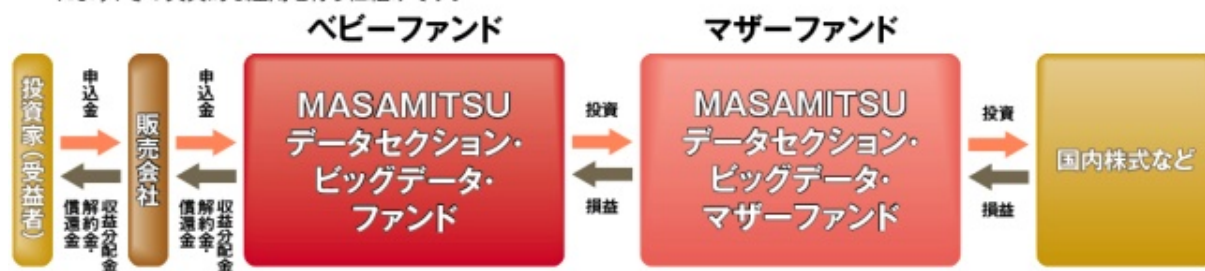 ベビーファンド
マザーファンド
投資家(受益者)
申込金
収益分配金
解約金・
償還金
販売会社
申込金
収益分配金
解約金・
償還金
MASAMITSU
データセクション・
ビッグデータ・
ファンド
投資
損益
MASAMITSU
データセクション・
ビッグデータ・
マザーファンド
投資
損益
国内株式など